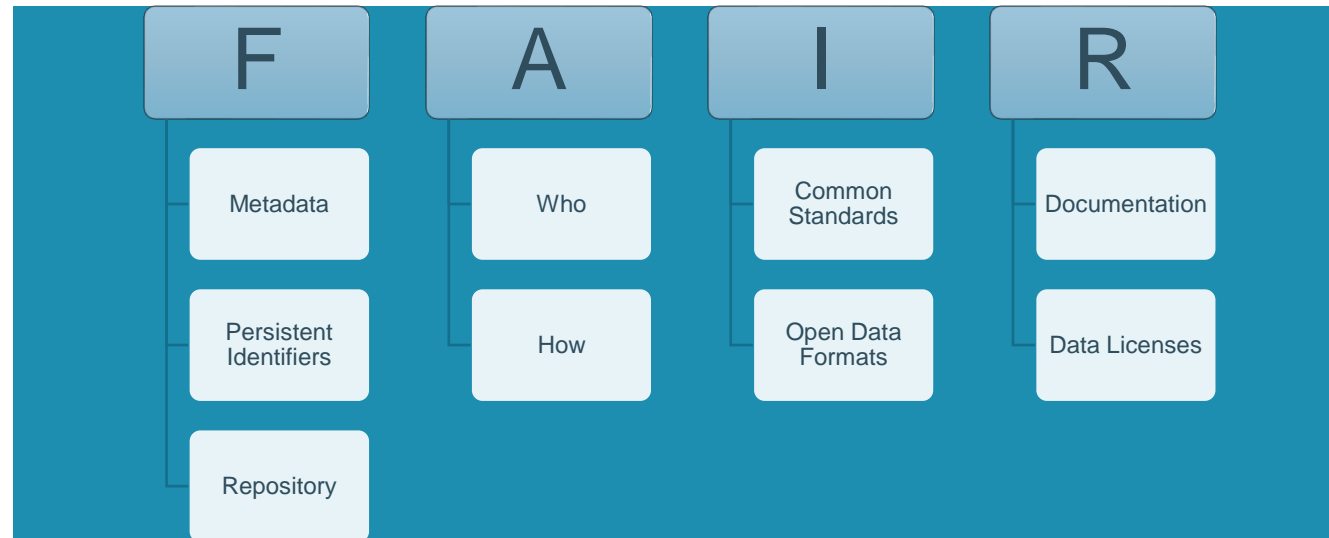 F
Metadata
Persistent
Identifiers
Repository
A
Who
How
I
Common
Standards
Open Data
Formats
R
Documentation
Data Licenses